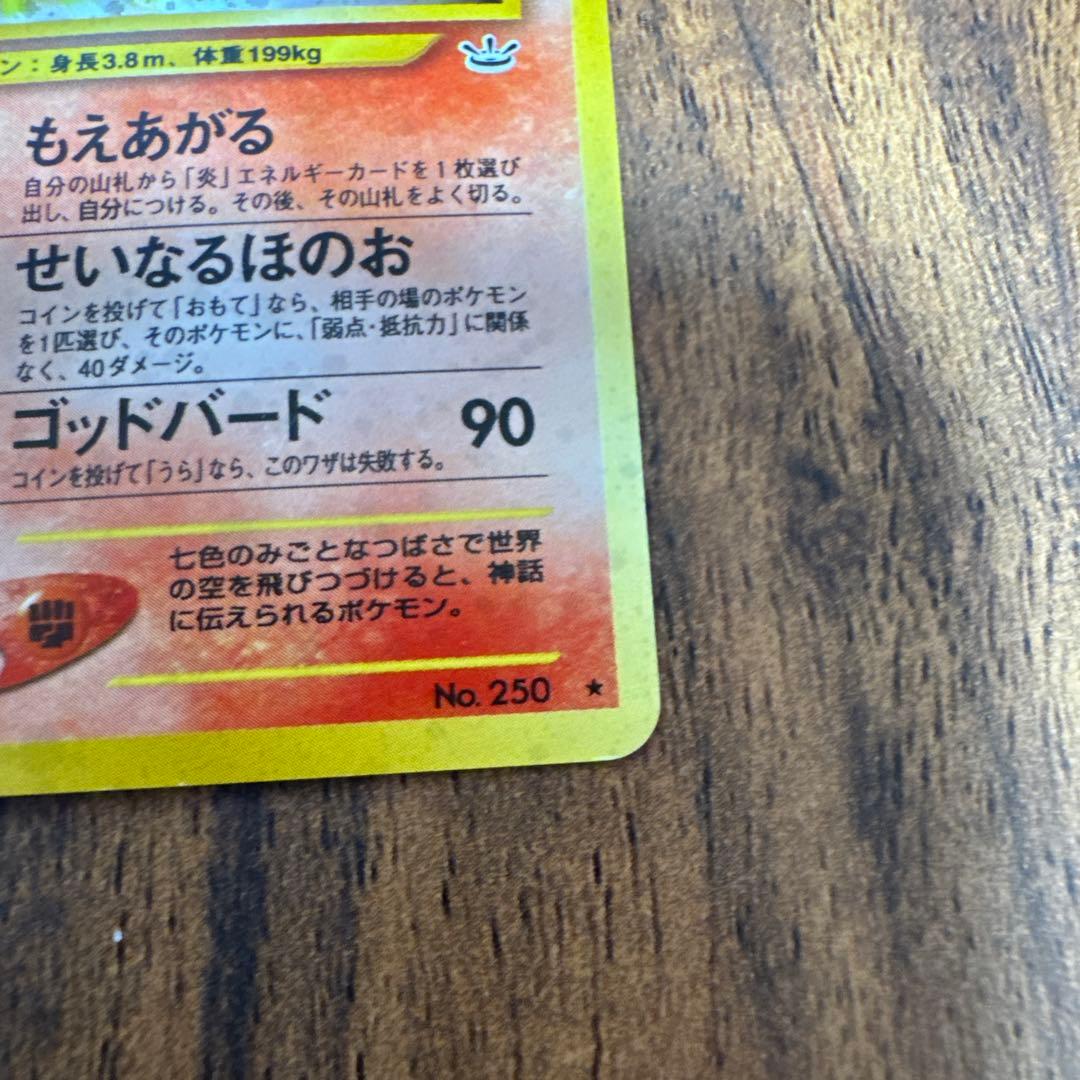 ン：身長3.8m、体重199kg
もえあがる
自分の山札から「炎」エネルギーカードを1枚選び
出し、自分につける。その後、その山札をよく切る。
せいなるほのお
コインを投げて「おもて」なら、相手の場のポケモン
を1匹選び、そのポケモンに、「弱点・抵抗力」に関係
なく、40ダメージ。
ゴッドバード 90
コインを投げて「うら」なら、このワザは失敗する。
七色のみごとなつばさで世界
の空を飛びつづけると、神話
に伝えられるポケモン。
No. 250 ★